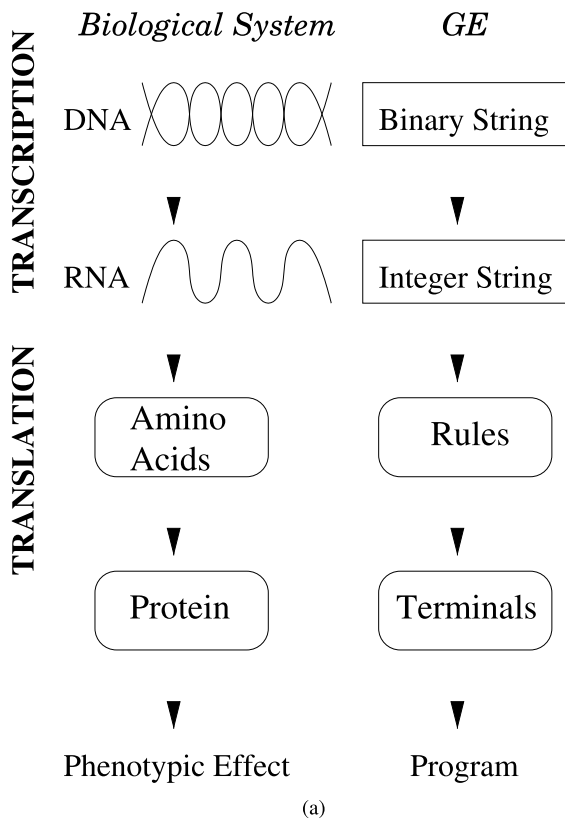 Biological System GE
TRANSCRIPTION
DNA Binary String
RNA Integer String
TRANSLATION
Amino
Acids
Rules
Protein Terminals
Phenotypic Effect Program
(a)